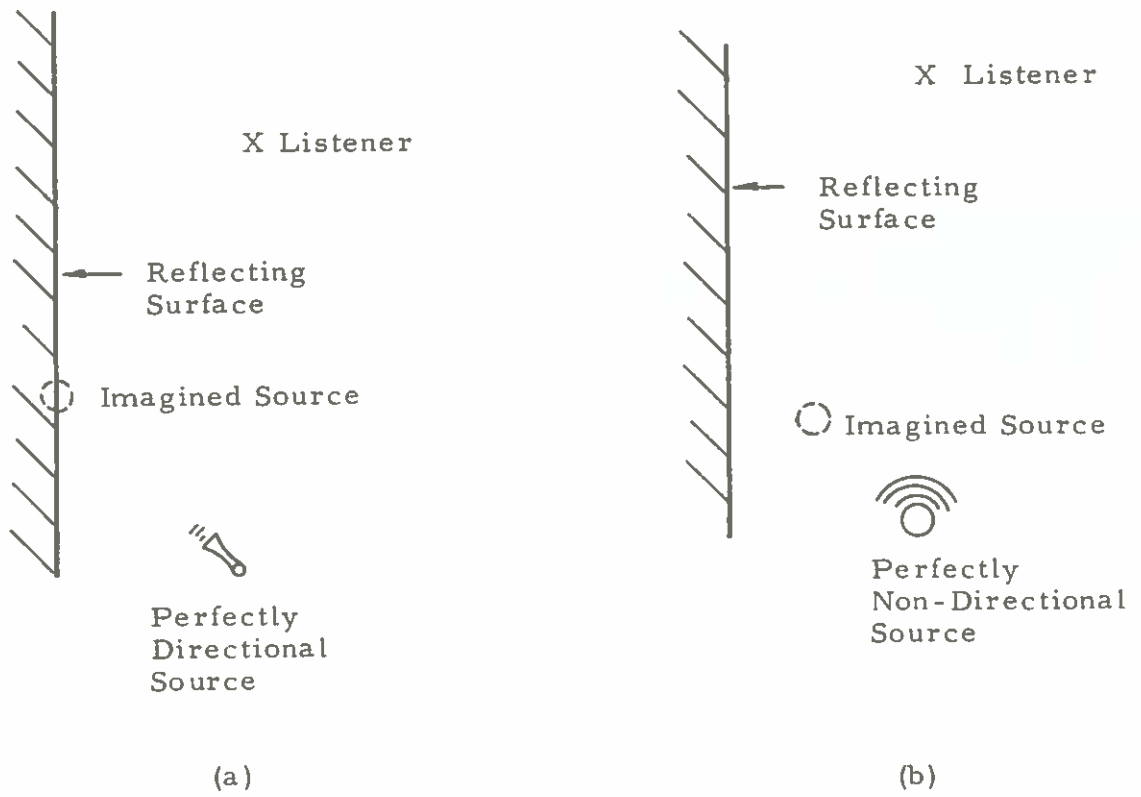 X Listener
Reflecting
Surface
Imagined Source
Perfectly
Directional
Source
(a)
X Listener
Reflecting
Surface
Imagined Source
Perfectly
Non-Directional
Source
(b)